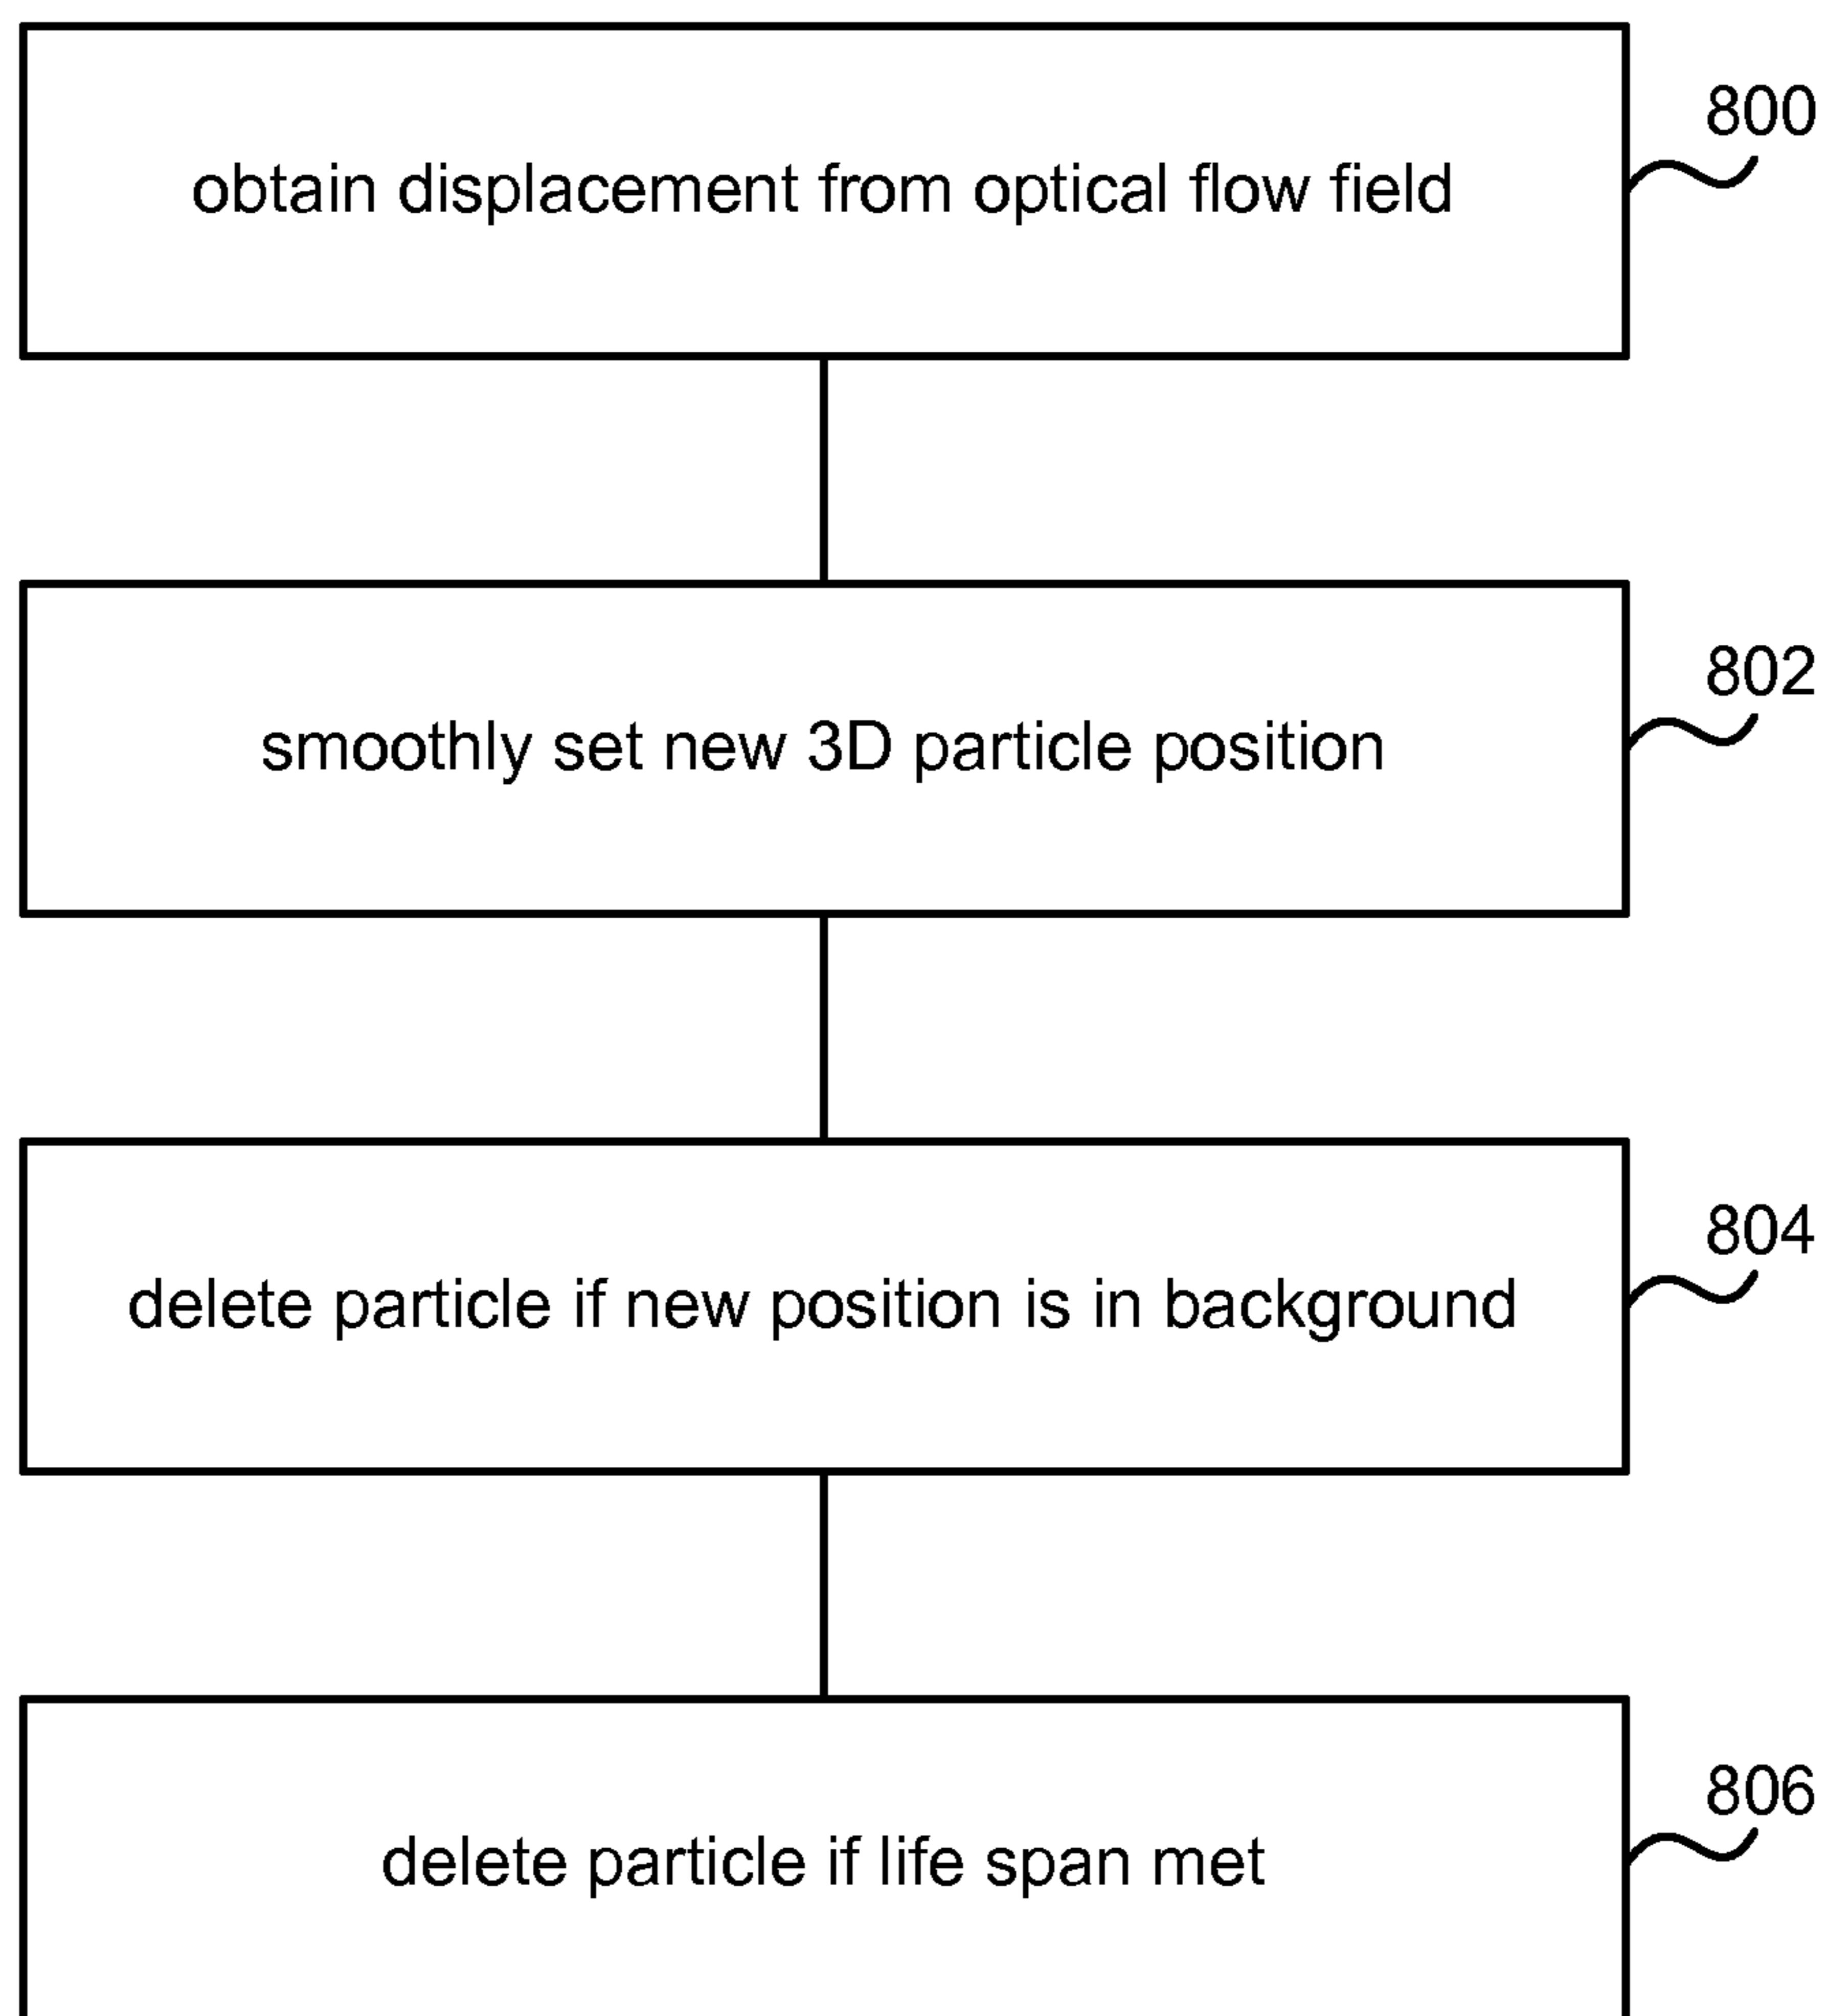 800
obtain displacement from optical flow field
802
smoothly set new 3D particle position
804
delete particle if new position is in background
806
delete particle if life span met